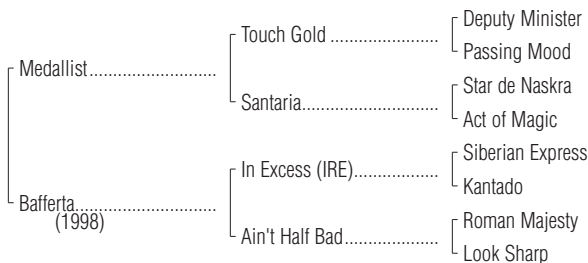 Deputy Minister
Touch Gold ....................
Passing Mood
Medallist........................
Star de Naskra
Santaria.........................
Act of Magic
Siberian Express
In Excess (IRE)...............
Kantado
Bafferta.........................
(1998)
Roman Majesty
Ain't Half Bad.................
Look Sharp